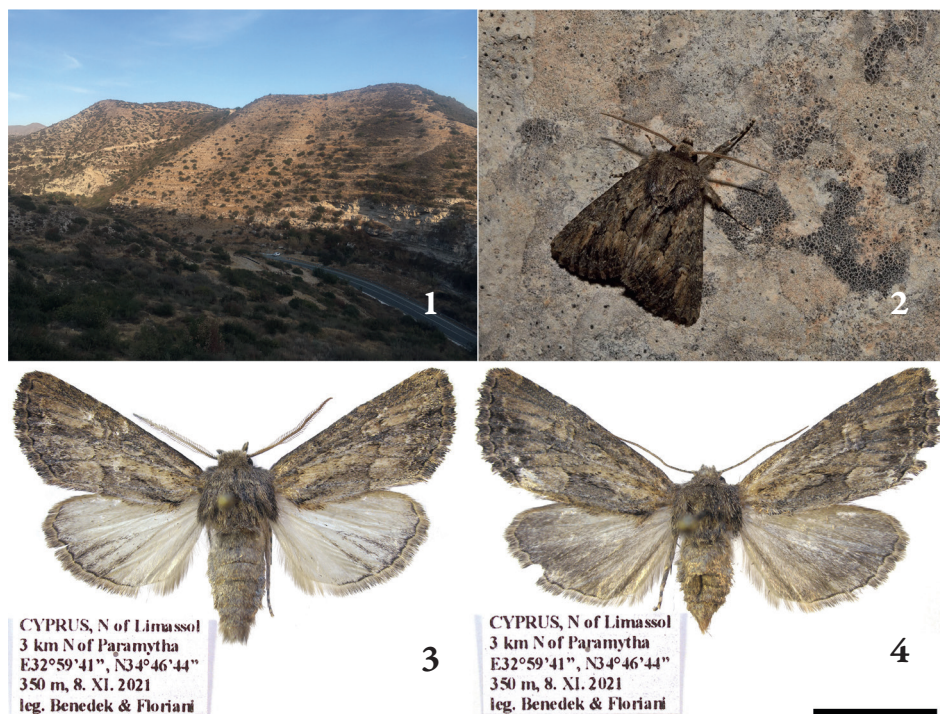 1
2
3
4
CYPRUS, N of Limassol
3 km N of Paramytha
E32°59'41”, N34°46'44”
350 m, 8. XI. 2021
leg. Benedek & Floriani
CYPRUS, N of Limassol
3 km N of Paramytha
E32°59'41”, N34°46'44”
350 m, 8. XI. 2021
leg. Benedek & Floriani